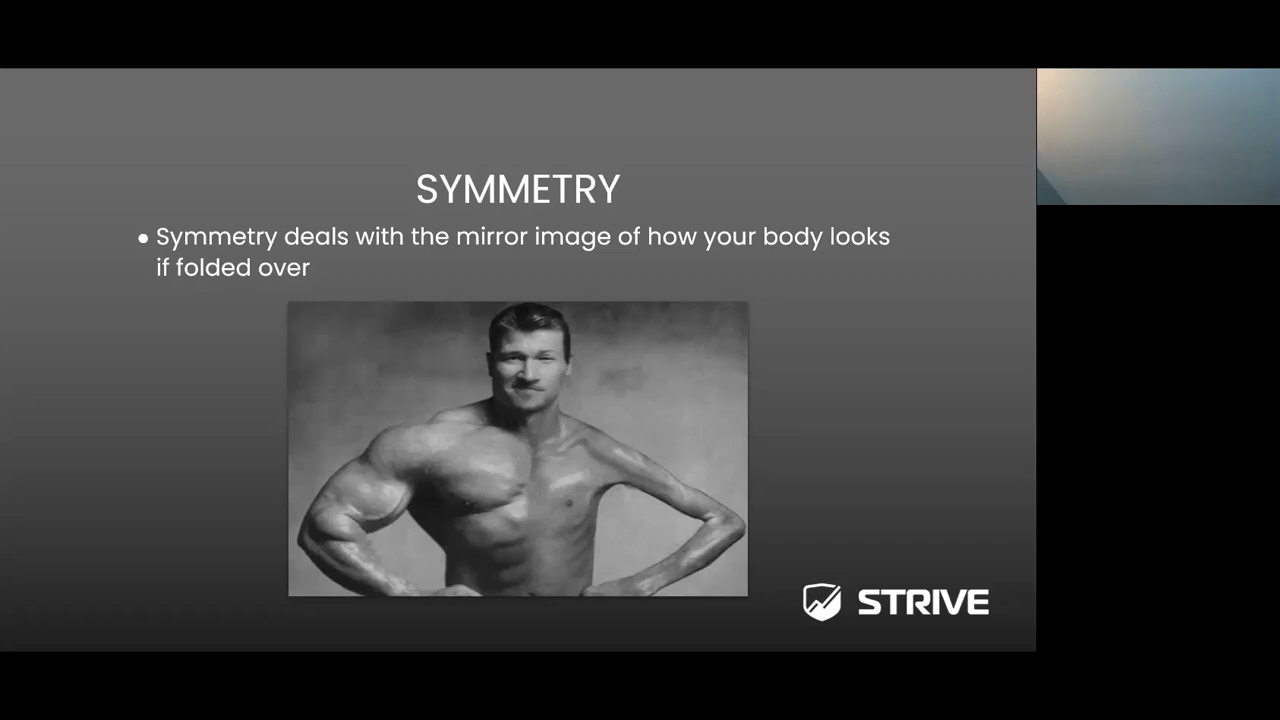 SYMMETRY
• Symmetry deals with the mirror image of how your body looks
if folded over
STRIVE